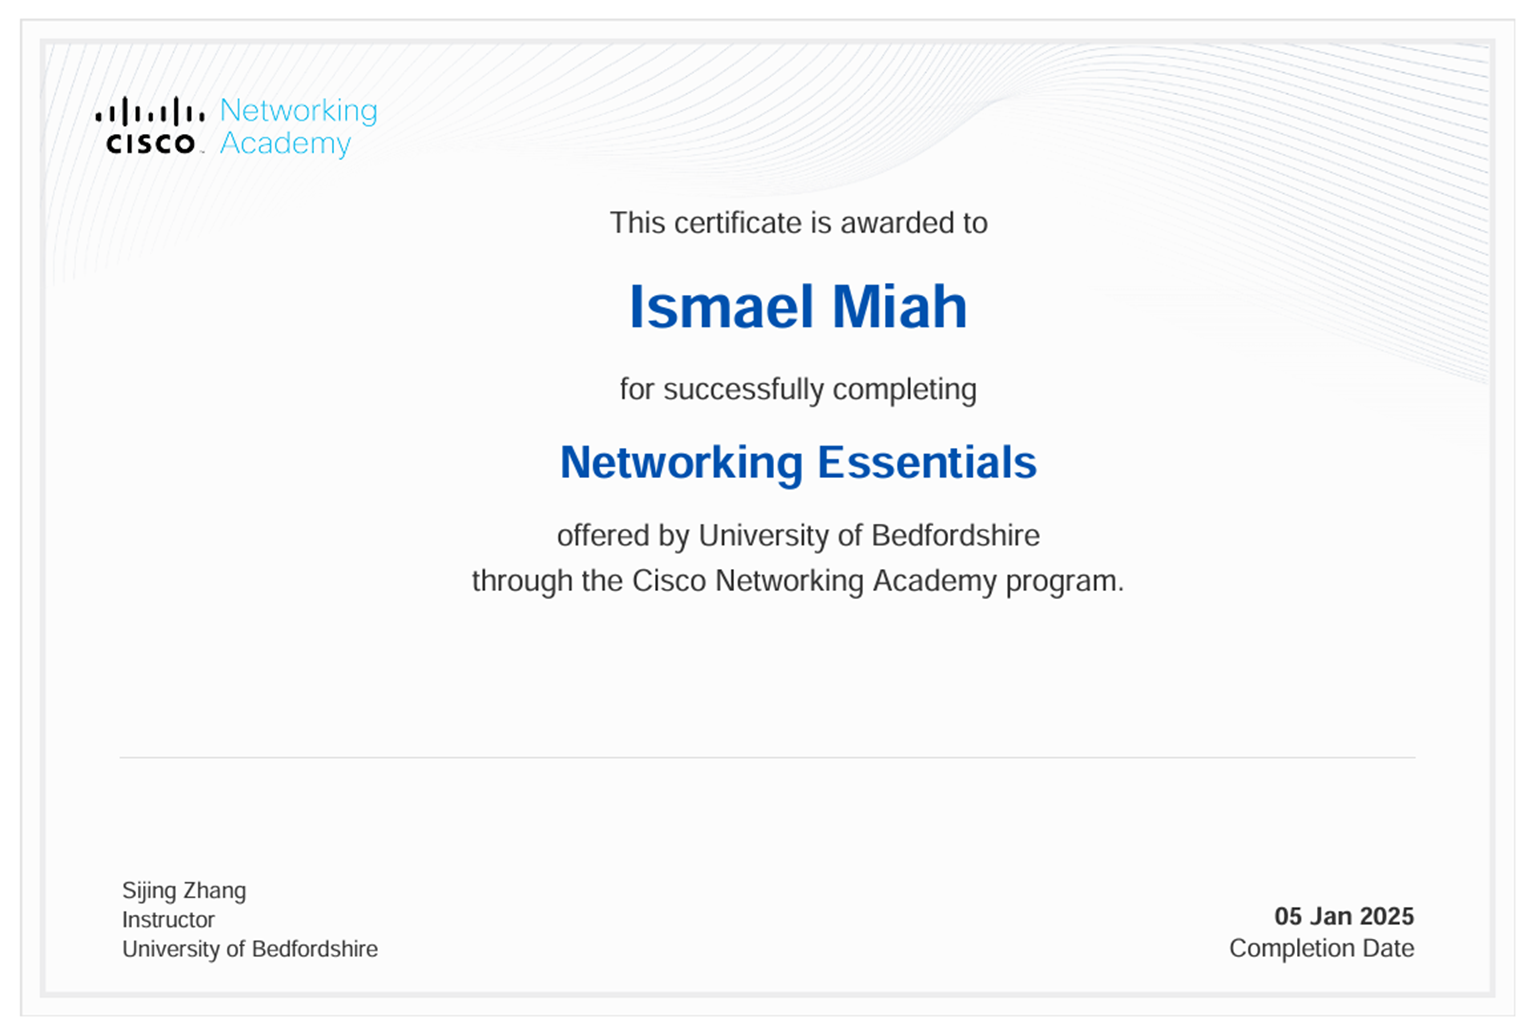 Networking
CISCO Academy
This certificate is awarded to
Ismael Miah
for successfully completing
Networking Essentials
offered by University of Bedfordshire
through the Cisco Networking Academy program.
Sijing Zhang
Instructor
University of Bedfordshire
05 Jan 2025
Completion Date